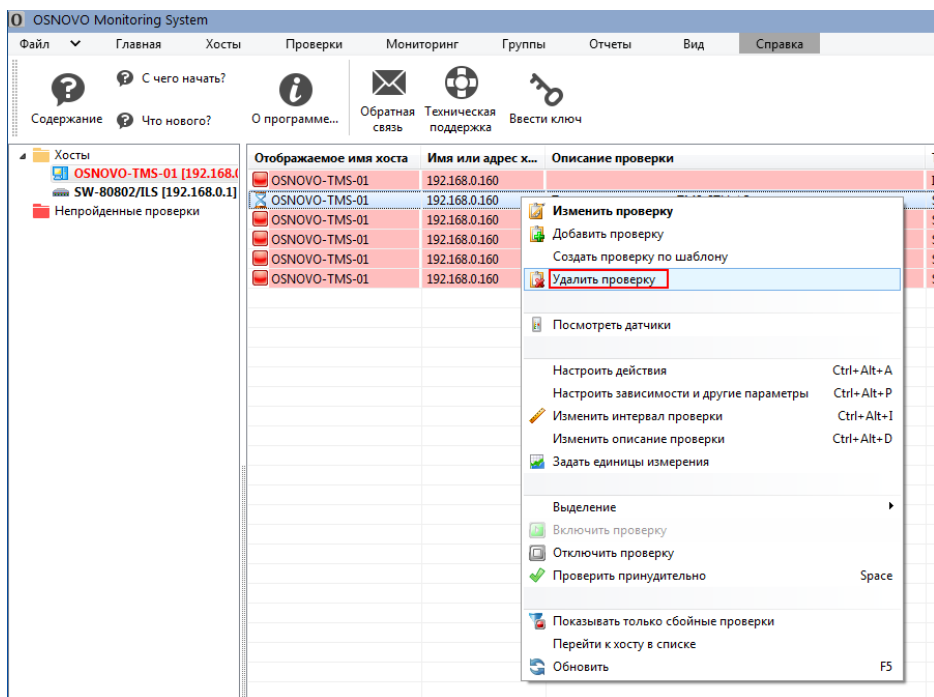 OSNOVO Monitoring System
Файл Главная Хосты Проверки Мониторинг Группы Отчеты Вид Справка
Содержание
С чего начать?
Что нового?
О программе...
Обратная связь
Техническая поддержка
Ввести ключ
Хосты
OSNOVO-TMS-01 [192.168.0
SW-80802/ILS [192.168.0.1]
Непройденные проверки
Отображаемое имя хоста Имя или адрес х... Описание проверки
OSNOVO-TMS-01 192.168.0.160
OSNOVO-TMS-01 192.168.0.160
OSNOVO-TMS-01 192.168.0.160
OSNOVO-TMS-01 192.168.0.160
OSNOVO-TMS-01 192.168.0.160
OSNOVO-TMS-01 192.168.0.160
Изменить проверку
Добавить проверку
Создать проверку по шаблону
Удалить проверку
Посмотреть датчики
Настроить действия Ctrl+Alt+A
Настроить зависимости и другие параметры Ctrl+Alt+P
Изменить интервал проверки Ctrl+Alt+I
Изменить описание проверки Ctrl+Alt+D
Задать единицы измерения
Выделение
Включить проверку
Отключить проверку
Проверить принудительно Space
Показывать только сбойные проверки
Перейти к хосту в списке
Обновить F5